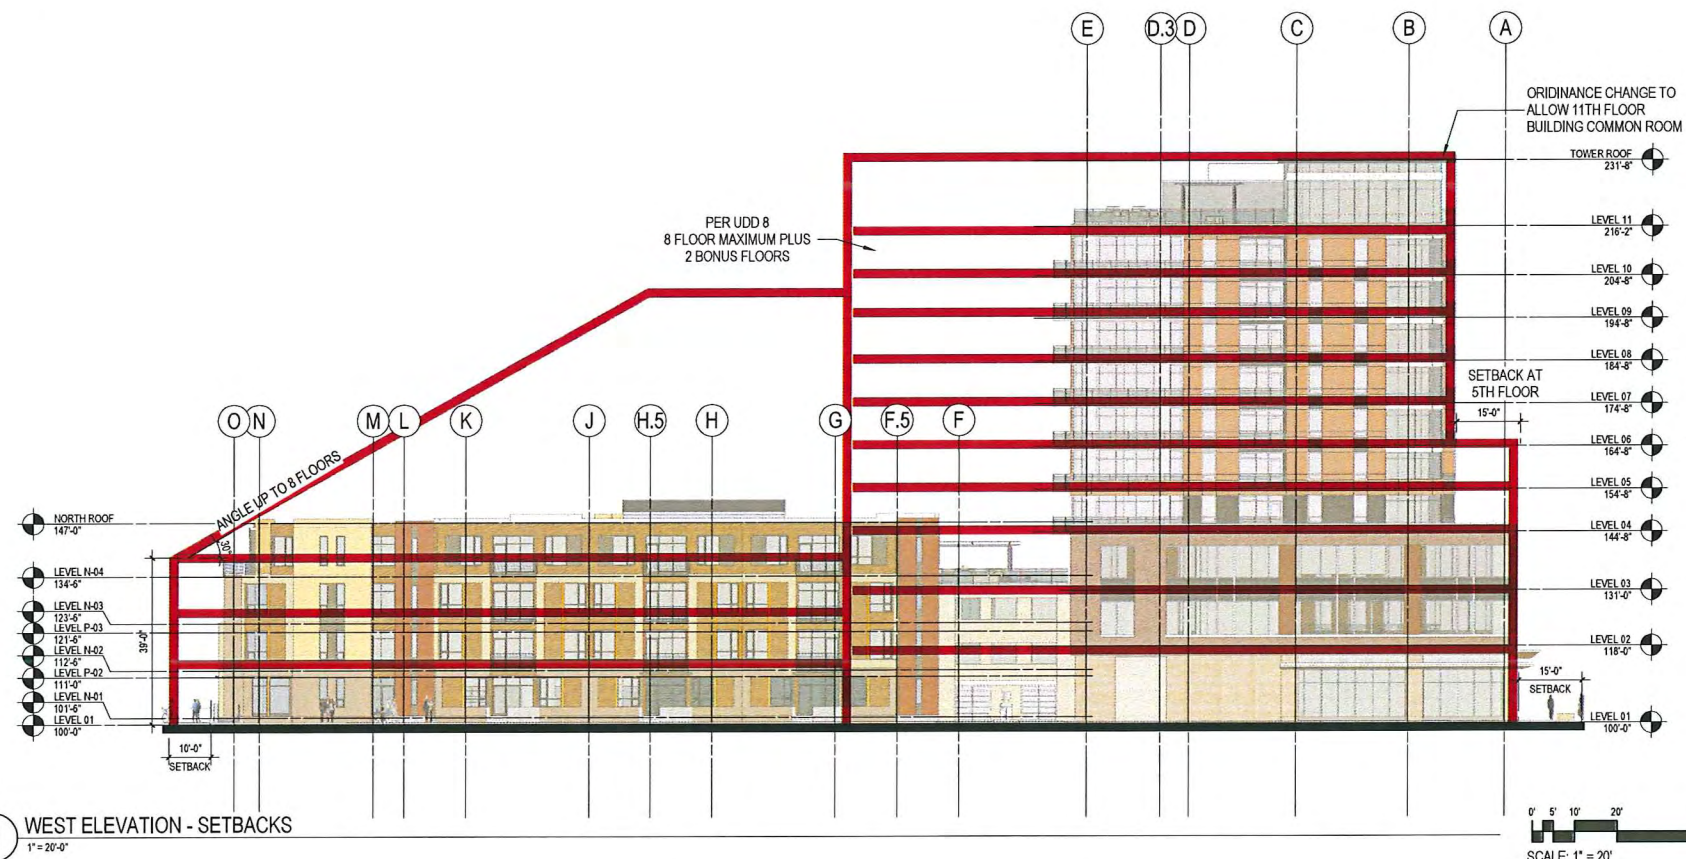 E
D.3
D
C
B
A
ORIDINANCE CHANGE TO
ALLOW 11TH FLOOR
BUILDING COMMON ROOM
TOWER ROOF
231'-8"
PER UDD 8
8 FLOOR MAXIMUM PLUS
2 BONUS FLOORS
LEVEL 11
216'-2"
LEVEL 10
204'-8"
LEVEL 09
194'-8"
LEVEL 08
184'-8"
SETBACK AT
5TH FLOOR
15'-0"
LEVEL 07
174'-8"
LEVEL 06
164'-8"
LEVEL 05
154'-8"
LEVEL 04
144'-8"
LEVEL 03
131'-0"
LEVEL 02
118'-0"
15'-0"
SETBACK
LEVEL 01
100'-0"
O
N
M
L
K
J
H.5
H
G
F.5
F
ANGLE UP TO 8 FLOORS
30°
NORTH ROOF
147'-0"
LEVEL N-04
134'-6"
LEVEL N-03
123'-6"
LEVEL P-03
121'-6"
LEVEL N-02
112'-6"
LEVEL P-02
111'-0"
LEVEL N-01
101'-6"
LEVEL 01
100'-0"
39'-0"
10'-0"
SETBACK
WEST ELEVATION - SETBACKS
1" = 20'-0"
0' 5' 10' 20'
SCALE: 1" = 20'